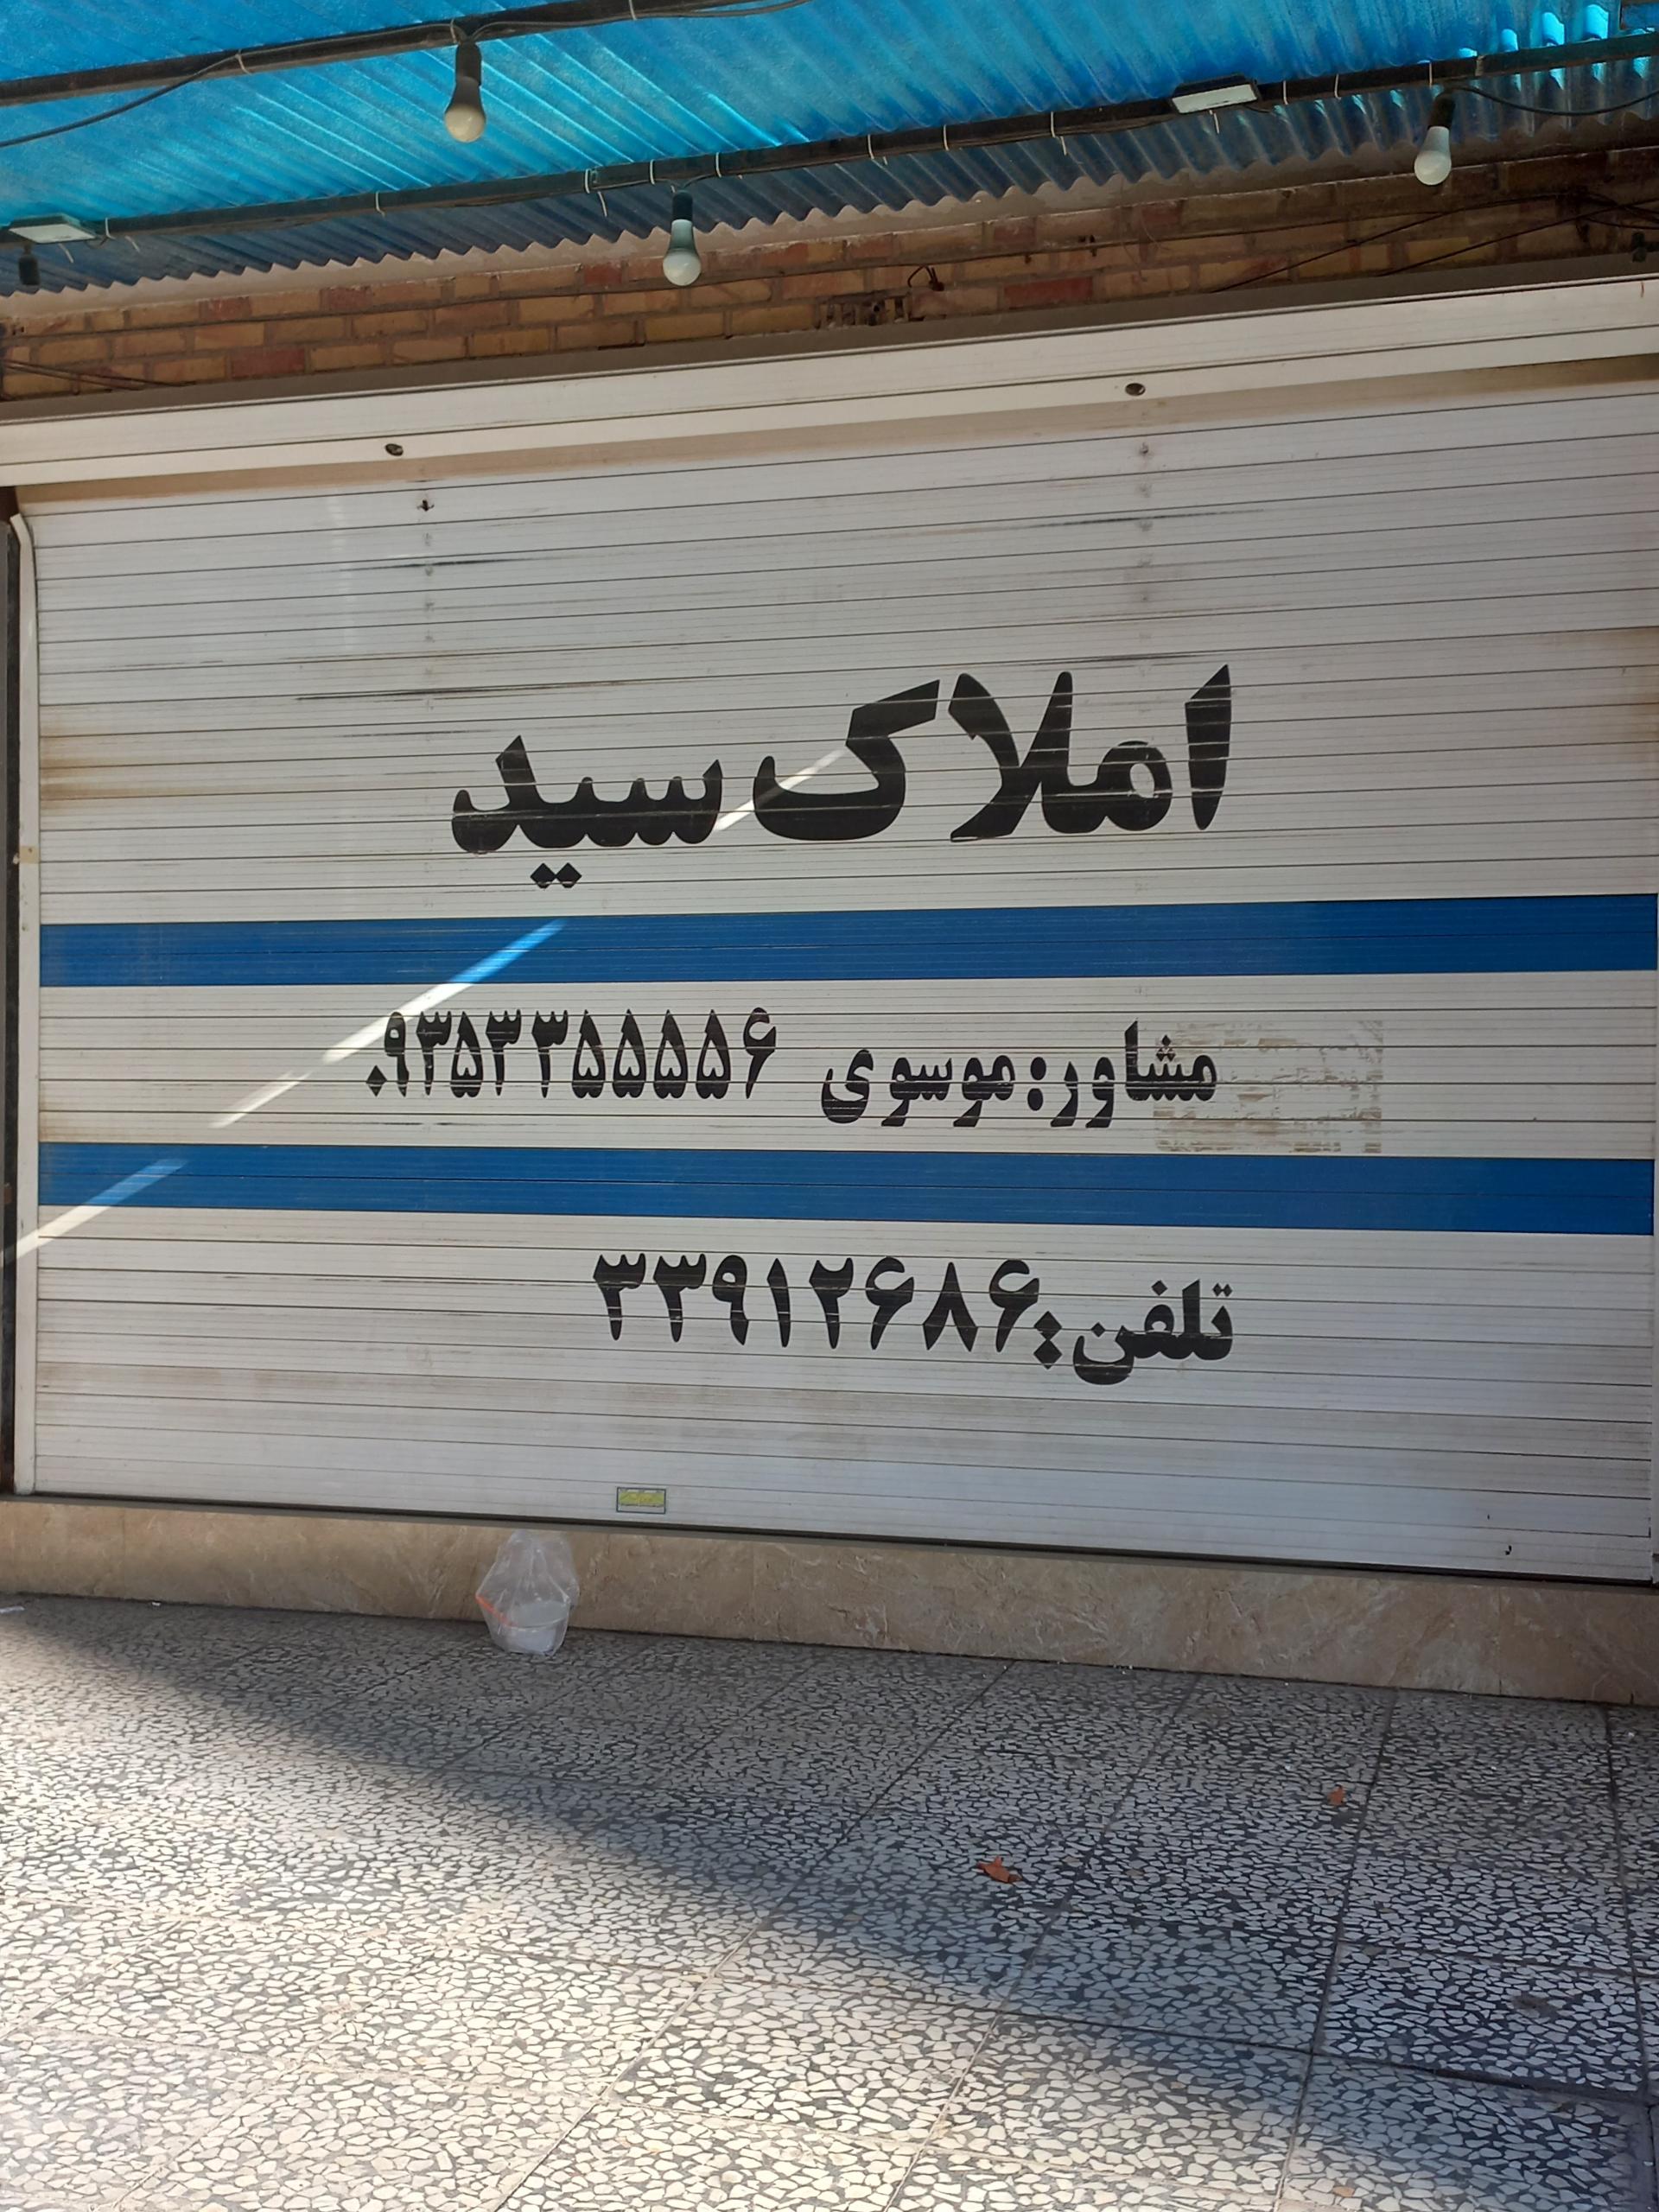 املاک سید
مشاور: موسوی ۰۹۳۵۳۳۵۵۵۵۶
تلفن: ۳۳۹۱۲۶۸۶